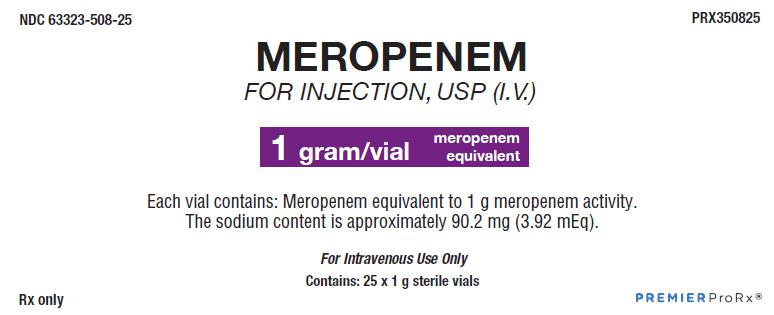 NDC 63323-508-25
PRX350825
MEROPENEM
FOR INJECTION, USP (I.V.)
1 gram/vial meropenem equivalent
Each vial contains: Meropenem equivalent to 1 g meropenem activity.
The sodium content is approximately 90.2 mg (3.92 mEq).
For Intravenous Use Only
Contains: 25 x 1 g sterile vials
Rx only
PREMIERProRx®